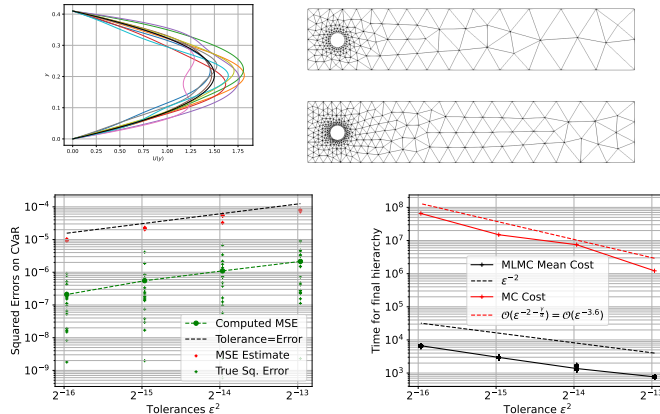 0.4
0.3
y
0.2
0.1
0.0
0.00 0.25 0.50 0.75 1.00 1.25 1.50 1.75
U(y)
Squared Errors on CVaR
10⁻⁴
10⁻⁵
10⁻⁶
10⁻⁷
10⁻⁸
10⁻⁹
Computed MSE
Tolerance=Error
MSE Estimate
True Sq. Error
2⁻¹⁶ 2⁻¹⁵ 2⁻¹⁴ 2⁻¹³
Tolerances ε²
Time for final hierarchy
10⁸
10⁷
10⁶
10⁵
10⁴
10³
MLMC Mean Cost
ε⁻²
MC Cost
2⁻¹⁶ 2⁻¹⁵ 2⁻¹⁴ 2⁻¹³
Tolerances ε²